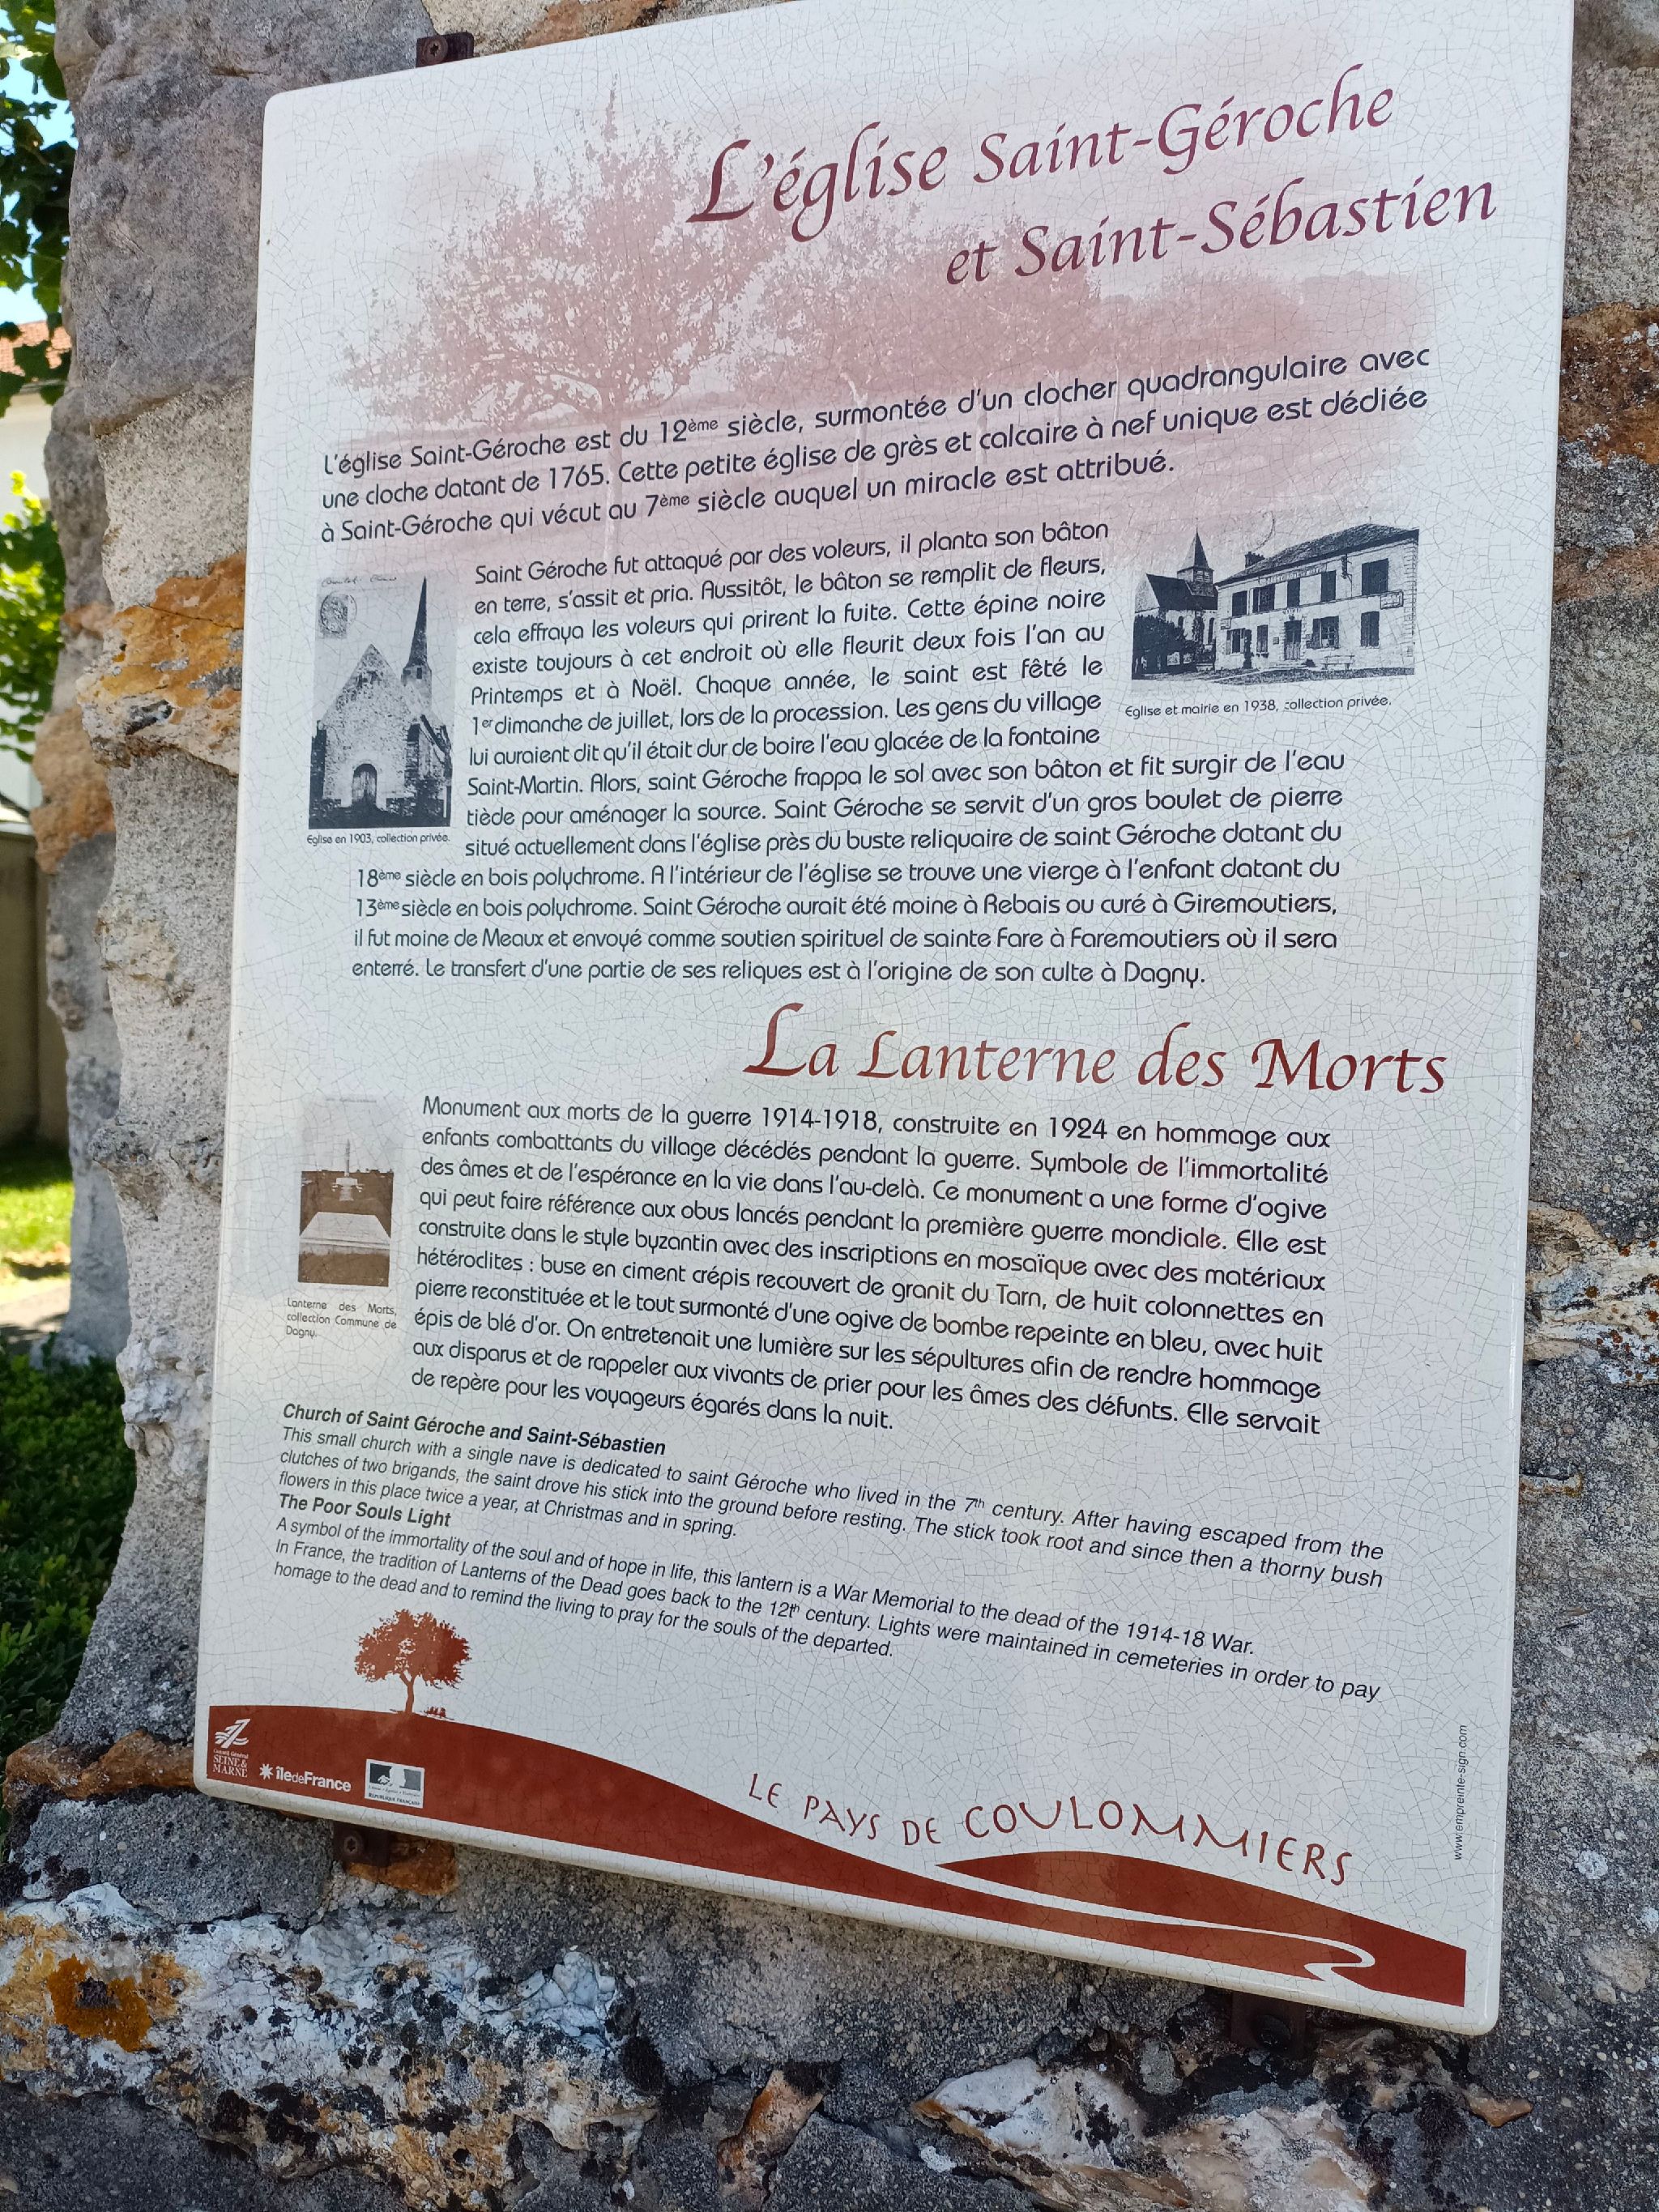 L'église Saint-Géroche
et Saint-Sébastien
L'église Saint-Géroche est du 12ème siècle, surmontée d'un clocher quadrangulaire avec
une cloche datant de 1765. Cette petite église de grès et calcaire à nef unique est dédiée
à Saint-Géroche qui vécut au 7ème siècle auquel un miracle est attribué.
Saint Géroche fut attaqué par des voleurs, il planta son bâton
en terre, s'assit et pria. Aussitôt, le bâton se remplit de fleurs,
cela effraya les voleurs qui prirent la fuite. Cette épine noire
existe toujours à cet endroit où elle fleurit deux fois l'an au
Printemps et à Noël. Chaque année, le saint est fêté le
1er dimanche de juillet, lors de la procession. Les gens du village
lui auraient dit qu'il était dur de boire l'eau glacée de la fontaine
Saint-Martin. Alors, saint Géroche frappa le sol avec son bâton et fit surgir de l'eau
tiède pour aménager la source. Saint Géroche se servit d'un gros boulet de pierre
situé actuellement dans l'église près du buste reliquaire de saint Géroche datant du
18ème siècle en bois polychrome. A l'intérieur de l'église se trouve une vierge à l'enfant datant du
13ème siècle en bois polychrome. Saint Géroche aurait été moine à Rebais ou curé à Giremoutiers,
il fut moine de Meaux et envoyé comme soutien spirituel de sainte Fare à Faremoutiers où il sera
enterré. Le transfert d'une partie de ses reliques est à l'origine de son culte à Dagny.
Eglise en 1903, collection privée.
Eglise et mairie en 1938, collection privée.
La Lanterne des Morts
Monument aux morts de la guerre 1914-1918, construite en 1924 en hommage aux
enfants combattants du village décédés pendant la guerre. Symbole de l'immortalité
des âmes et de l'espérance en la vie dans l'au-delà. Ce monument a une forme d'ogive
qui peut faire référence aux obus lancés pendant la première guerre mondiale. Elle est
construite dans le style byzantin avec des inscriptions en mosaïque avec des matériaux
hétéroclites : buse en ciment crépis recouvert de granit du Tarn, de huit colonnettes en
pierre reconstituée et le tout surmonté d'une ogive de bombe repeinte en bleu, avec huit
épis de blé d'or. On entretenait une lumière sur les sépultures afin de rendre hommage
aux disparus et de rappeler aux vivants de prier pour les âmes des défunts. Elle servait
de repère pour les voyageurs égarés dans la nuit.
Lanterne des Morts,
collection Commune de
Dagny.
Church of Saint Géroche and Saint-Sébastien
This small church with a single nave is dedicated to saint Géroche who lived in the 7th century. After having escaped from the
clutches of two brigands, the saint drove his stick into the ground before resting. The stick took root and since then a thorny bush
flowers in this place twice a year, at Christmas and in spring.
The Poor Souls Light
A symbol of the immortality of the soul and of hope in life, this lantern is a War Memorial to the dead of the 1914-18 War.
In France, the tradition of Lanterns of the Dead goes back to the 12th century. Lights were maintained in cemeteries in order to pay
homage to the dead and to remind the living to pray for the souls of the departed.
Conseil Général
SEINE &
MARNE
îledeFrance
RÉPUBLIQUE FRANÇAISE
LE PAYS DE COULOMMIERS
www.empreinte-sign.com